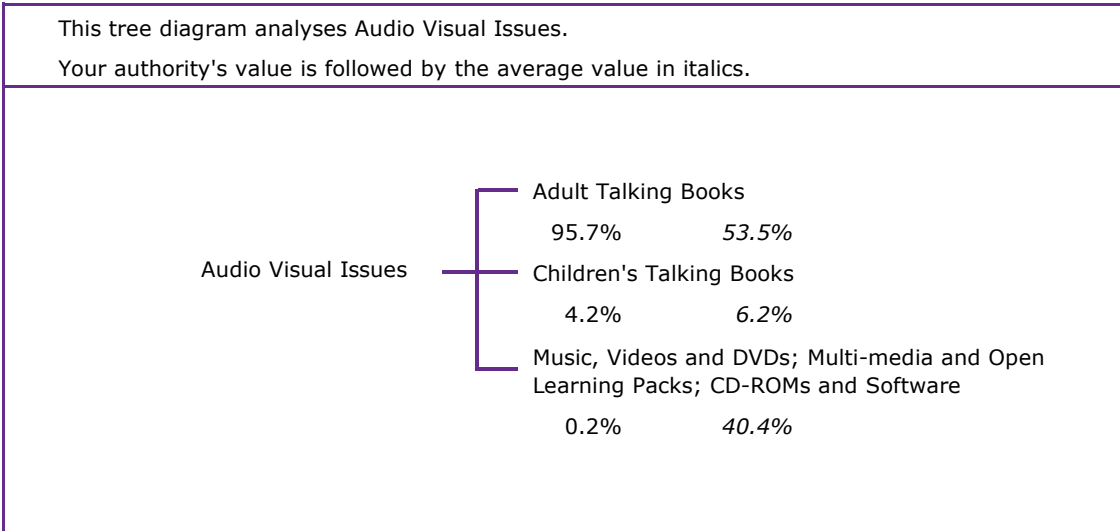 This tree diagram analyses Audio Visual Issues.
Your authority's value is followed by the average value in italics.
Adult Talking Books
95.7% 53.5%
Audio Visual Issues
Children's Talking Books
4.2% 6.2%
Music, Videos and DVDs; Multi-media and Open
Learning Packs; CD-ROMs and Software
0.2% 40.4%